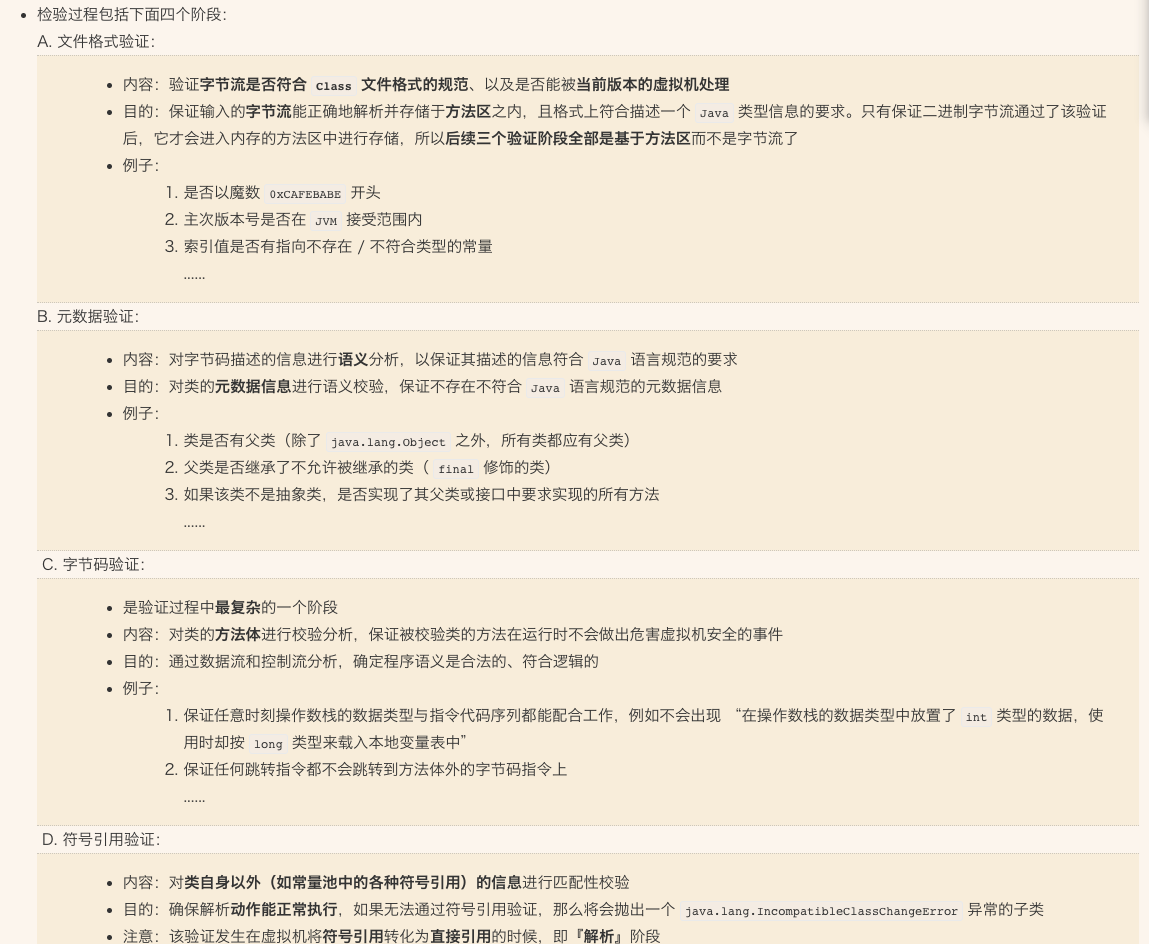 检验过程包括下面四个阶段：
A. 文件格式验证：
内容：验证字节流是否符合 Class 文件格式的规范、以及是否能被当前版本的虚拟机处理
目的：保证输入的字节流能正确地解析并存储于方法区之内，且格式上符合描述一个 Java 类型信息的要求。只有保证二进制字节流通过了该验证
后，它才会进入内存的方法区中进行存储，所以后续三个验证阶段全部是基于方法区而不是字节流了
例子：
1. 是否以魔数 0xCAFEBABE 开头
2. 主次版本号是否在 JVM 接受范围内
3. 索引值是否有指向不存在 / 不符合类型的常量
......
B. 元数据验证：
内容：对字节码描述的信息进行语义分析，以保证其描述的信息符合 Java 语言规范的要求
目的：对类的元数据信息进行语义校验，保证不存在不符合 Java 语言规范的元数据信息
例子：
1. 类是否有父类（除了 java.lang.Object 之外，所有类都应有父类）
2. 父类是否继承了不允许被继承的类（ final 修饰的类）
3. 如果该类不是抽象类，是否实现了其父类或接口中要求实现的所有方法
......
C. 字节码验证：
是验证过程中最复杂的一个阶段
内容：对类的方法体进行校验分析，保证被校验类的方法在运行时不会做出危害虚拟机安全的事件
目的：通过数据流和控制流分析，确定程序语义是合法的、符合逻辑的
例子：
1. 保证任意时刻操作数栈的数据类型与指令代码序列都能配合工作，例如不会出现 “在操作数栈的数据类型中放置了 int 类型的数据，使
用时却按 long 类型来载入本地变量表中”
2. 保证任何跳转指令都不会跳转到方法体外的字节码指令上
......
D. 符号引用验证：
内容：对类自身以外（如常量池中的各种符号引用）的信息进行匹配性校验
目的：确保解析动作能正常执行，如果无法通过符号引用验证，那么将会抛出一个 java.lang.IncompatibleClassChangeError 异常的子类
注意：该验证发生在虚拟机将符号引用转化为直接引用的时候，即『解析』阶段